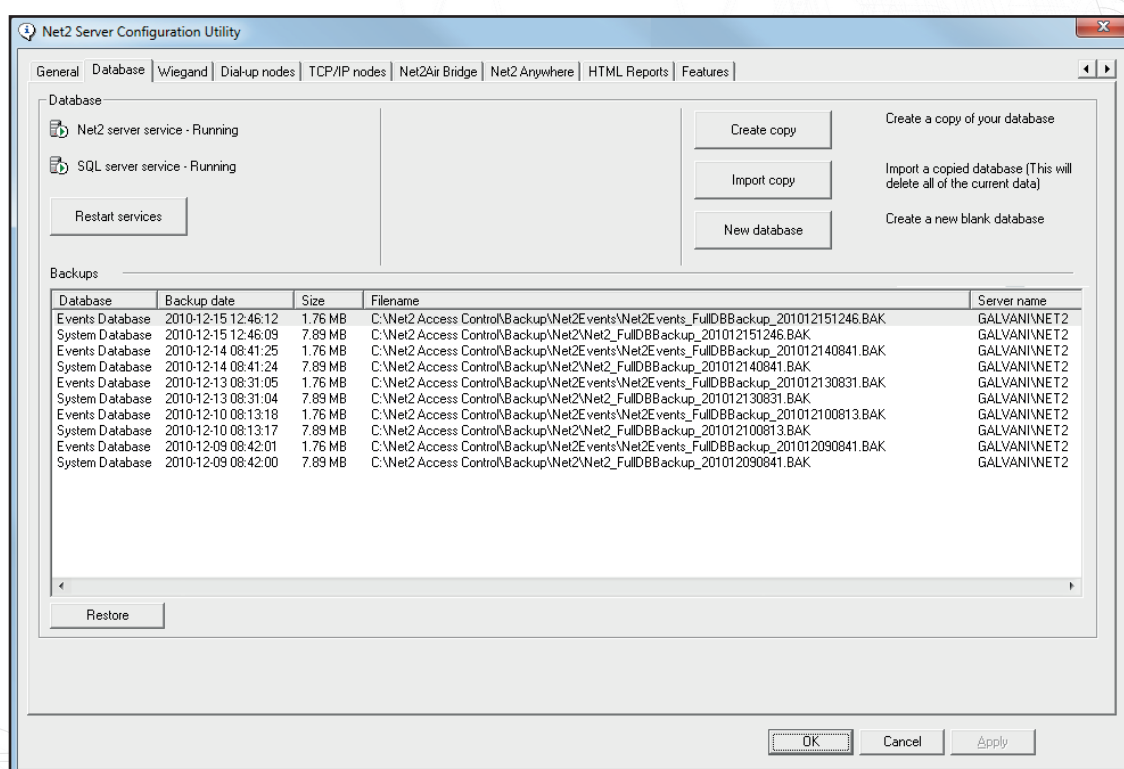 Net2 Server Configuration Utility
General Database Wiegand Dial-up nodes TCP/IP nodes Net2Air Bridge Net2 Anywhere HTML Reports Features
Database
Net2 server service - Running
SQL server service - Running
Restart services
Create copy Create a copy of your database
Import copy Import a copied database (This will
delete all of the current data)
New database Create a new blank database
Backups
Database Backup date Size Filename Server name
Events Database 2010-12-15 12:46:12 1.76 MB C:\Net2 Access Control\Backup\Net2Events\Net2Events_FullDBBackup_201012151246.BAK GALVANI\NET2
System Database 2010-12-15 12:46:09 7.89 MB C:\Net2 Access Control\Backup\Net2\Net2_FullDBBackup_201012151246.BAK GALVANI\NET2
Events Database 2010-12-14 08:41:25 1.76 MB C:\Net2 Access Control\Backup\Net2Events\Net2Events_FullDBBackup_201012140841.BAK GALVANI\NET2
System Database 2010-12-14 08:41:24 7.89 MB C:\Net2 Access Control\Backup\Net2\Net2_FullDBBackup_201012140841.BAK GALVANI\NET2
Events Database 2010-12-13 08:31:05 1.76 MB C:\Net2 Access Control\Backup\Net2Events\Net2Events_FullDBBackup_201012130831.BAK GALVANI\NET2
System Database 2010-12-13 08:31:04 7.89 MB C:\Net2 Access Control\Backup\Net2\Net2_FullDBBackup_201012130831.BAK GALVANI\NET2
Events Database 2010-12-10 08:13:18 1.76 MB C:\Net2 Access Control\Backup\Net2Events\Net2Events_FullDBBackup_201012100813.BAK GALVANI\NET2
System Database 2010-12-10 08:13:17 7.89 MB C:\Net2 Access Control\Backup\Net2\Net2_FullDBBackup_201012100813.BAK GALVANI\NET2
Events Database 2010-12-09 08:42:01 1.76 MB C:\Net2 Access Control\Backup\Net2Events\Net2Events_FullDBBackup_201012090841.BAK GALVANI\NET2
System Database 2010-12-09 08:42:00 7.89 MB C:\Net2 Access Control\Backup\Net2\Net2_FullDBBackup_201012090841.BAK GALVANI\NET2
Restore
OK Cancel Apply